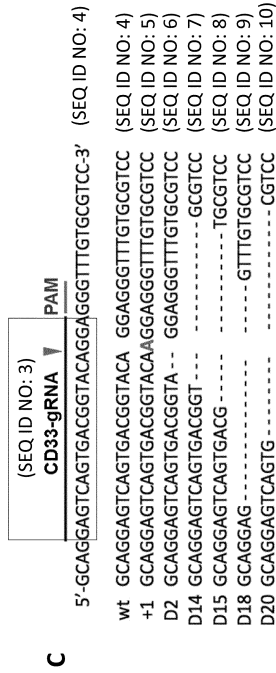 C
(SEQ ID NO: 3)
CD33-gRNA PAM
5'-GCAGGAGTCAGTGACGGTACAGGAGGGTTTGTGCGTCC-3' (SEQ ID NO: 4)
wt GCAGGAGTCAGTGACGGTACA GGAGGGTTTGTGCGTCC (SEQ ID NO: 4)
+1 GCAGGAGTCAGTGACGGTACAAGGAGGGTTTGTGCGTCC (SEQ ID NO: 5)
D2 GCAGGAGTCAGTGACGGTA-- GGAGGGTTTGTGCGTCC (SEQ ID NO: 6)
D14 GCAGGAGTCAGTGACGGT--- -----------GCGTCC (SEQ ID NO: 7)
D15 GCAGGAGTCAGTGACG----- ----------TGCGTCC (SEQ ID NO: 8)
D18 GCAGGAG-------------- -----GTTTGTGCGTCC (SEQ ID NO: 9)
D20 GCAGGAGTCAGTG-------- ------------CGTCC (SEQ ID NO: 10)